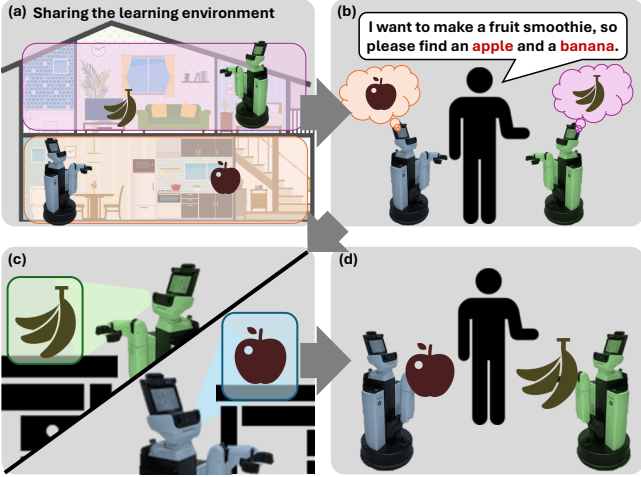 (a) Sharing the learning environment
(b)
I want to make a fruit smoothie, so
please find an apple and a banana.
(c)
(d)